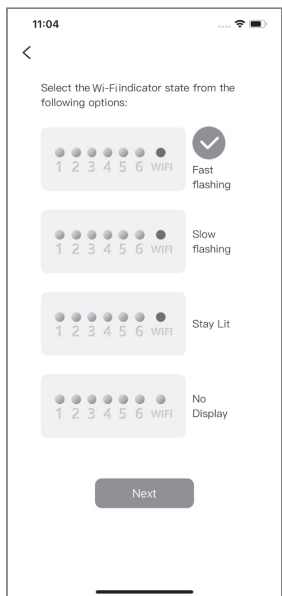 11:04
Select the Wi-Fi indicator state from the
following options:
1 2 3 4 5 6 WIFI
Fast
flashing
1 2 3 4 5 6 WIFI
Slow
flashing
1 2 3 4 5 6 WIFI
Stay Lit
1 2 3 4 5 6 WIFI
No
Display
Next